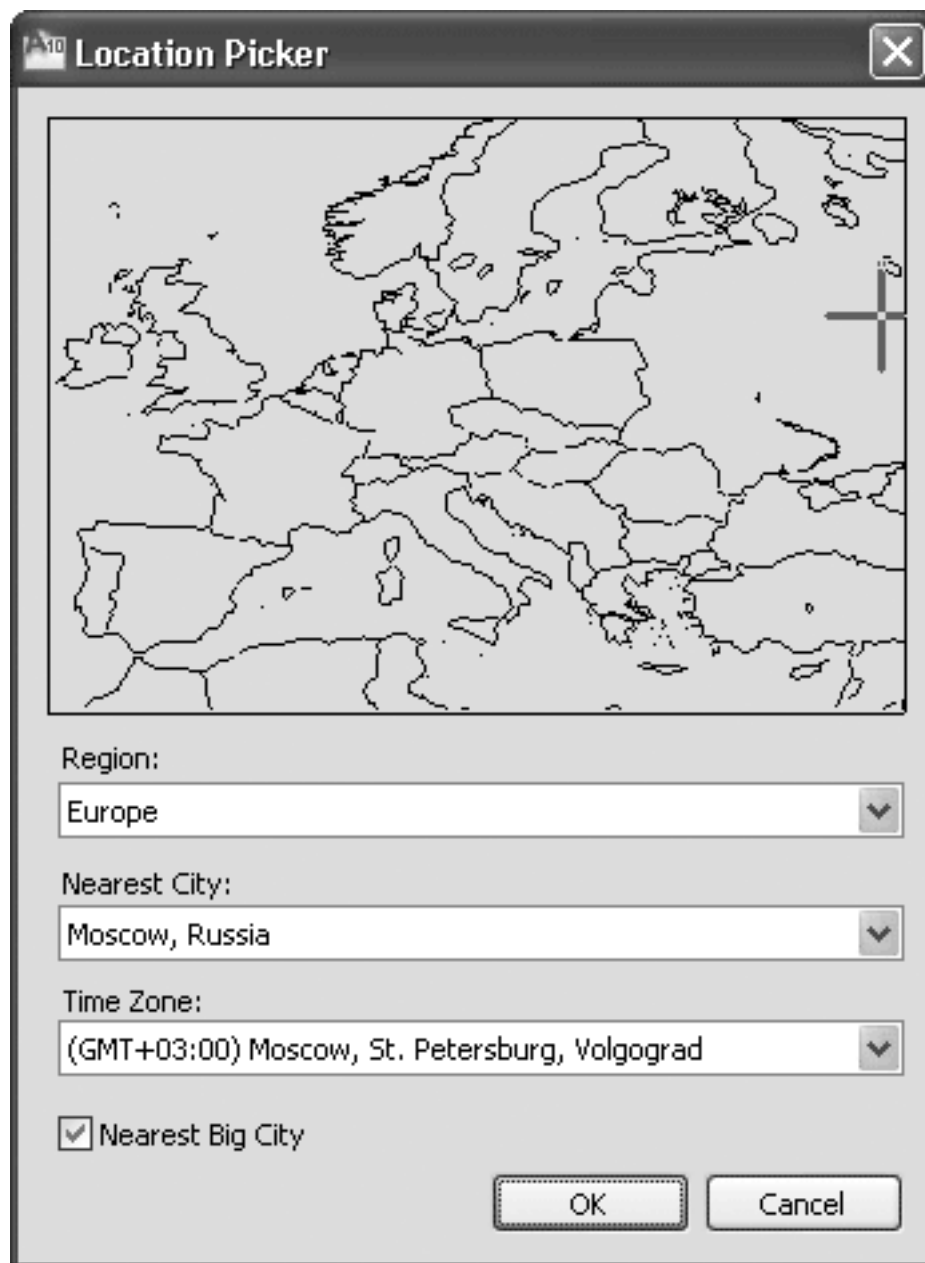 Location Picker
Region:
Europe
Nearest City:
Moscow, Russia
Time Zone:
(GMT+03:00) Moscow, St. Petersburg, Volgograd
Nearest Big City
OK
Cancel